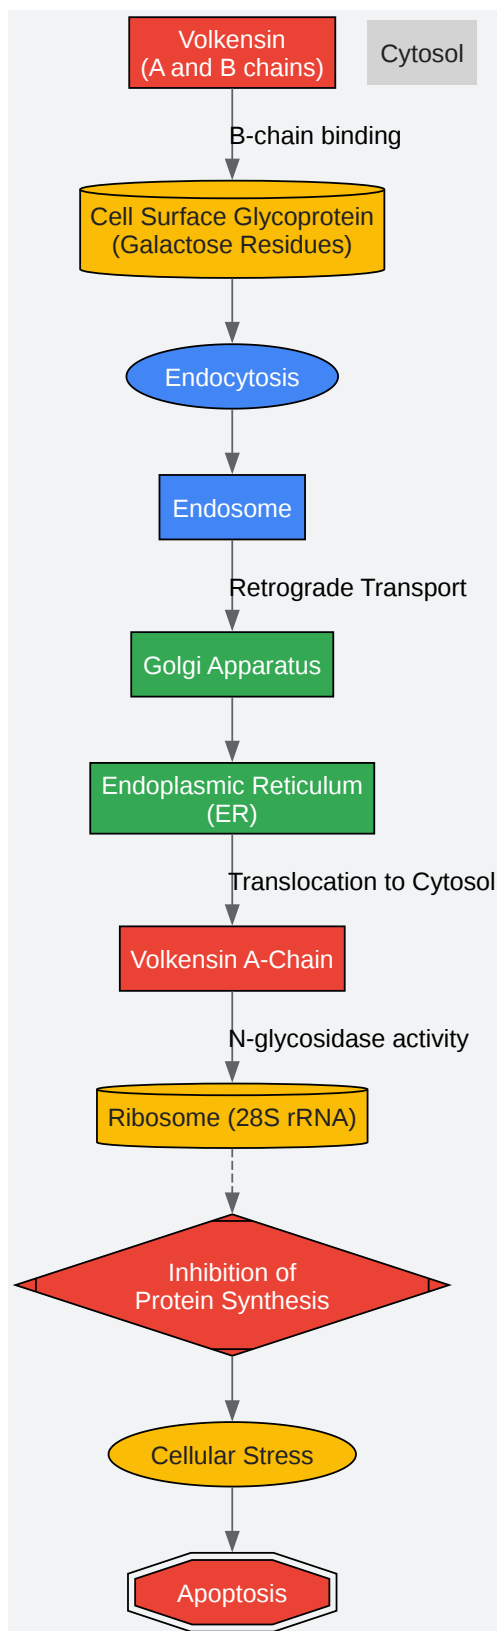 Volkensin
(A and B chains)
Cytosol
B-chain binding
Cell Surface Glycoprotein
(Galactose Residues)
Endocytosis
Endosome
Retrograde Transport
Golgi Apparatus
Endoplasmic Reticulum
(ER)
Translocation to Cytosol
Volkensin A-Chain
N-glycosidase activity
Ribosome (28S rRNA)
Inhibition of
Protein Synthesis
Cellular Stress
Apoptosis